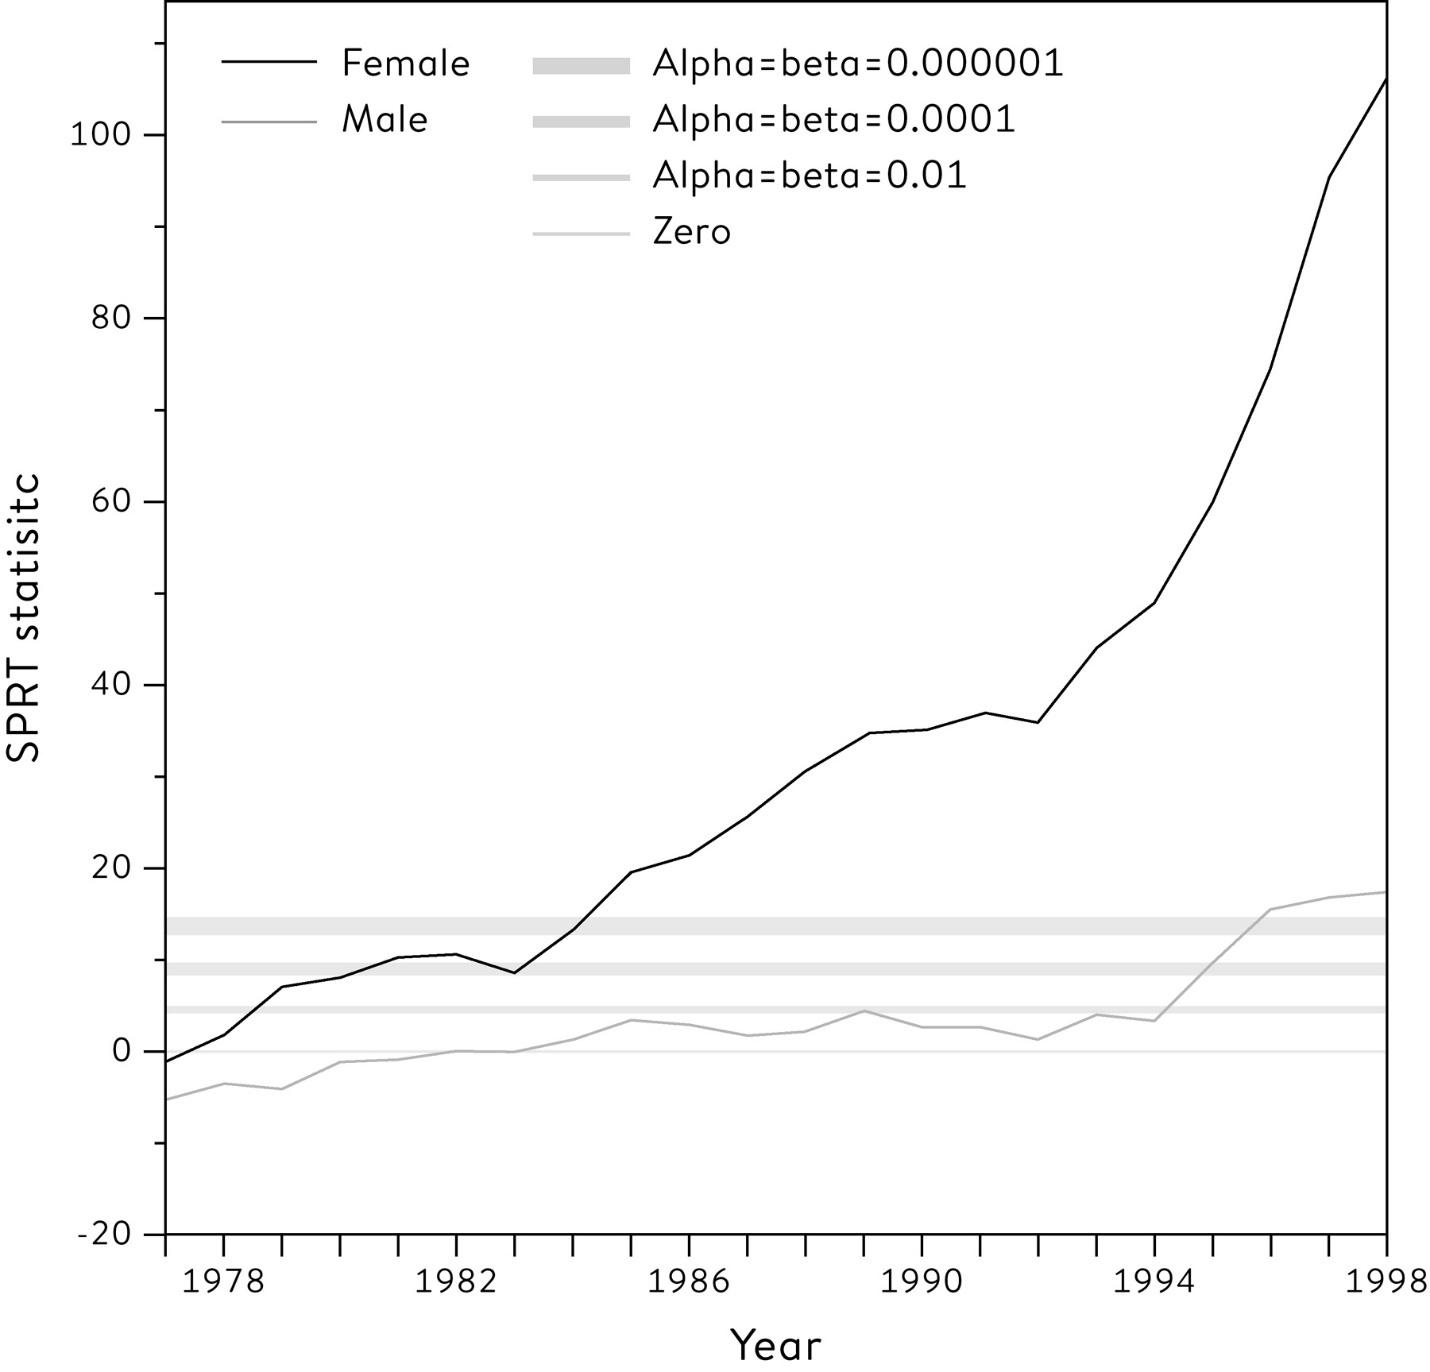 Female
Male
Alpha=beta=0.000001
Alpha=beta=0.0001
Alpha=beta=0.01
Zero
100
80
60
40
20
0
-20
SPRT statisitc
1978 1982 1986 1990 1994 1998
Year